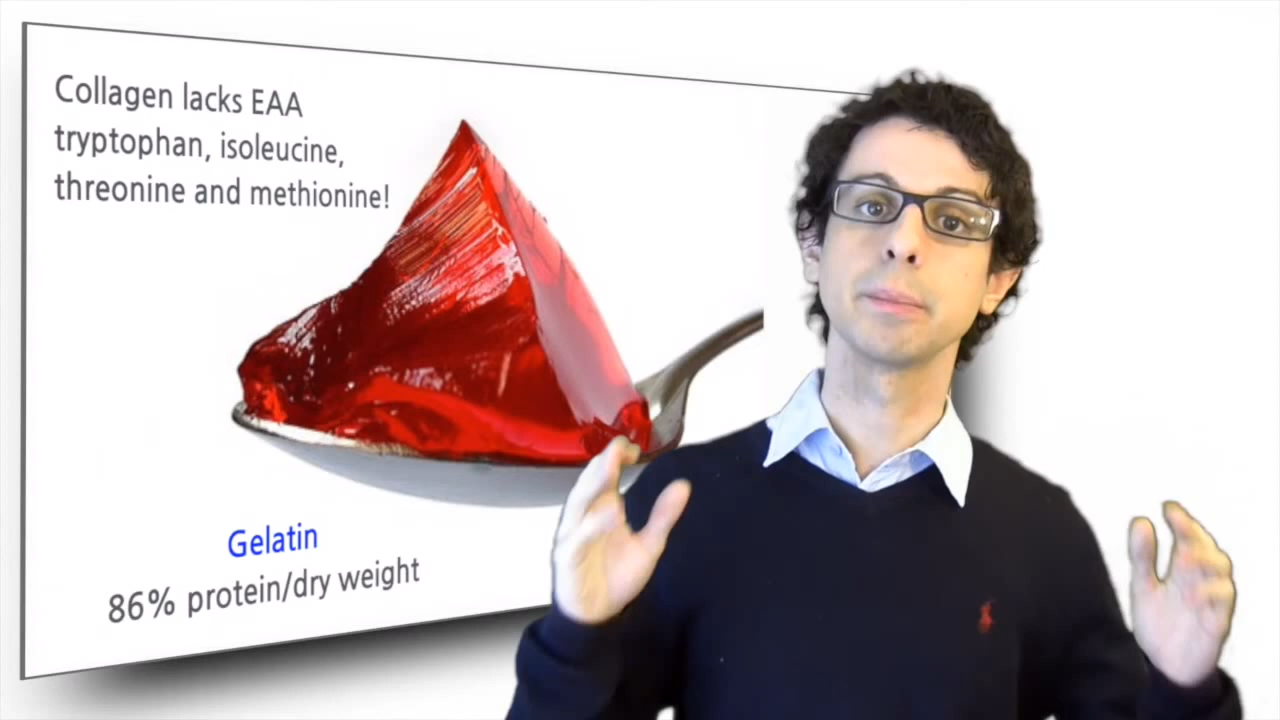 Collagen lacks EAA
tryptophan, isoleucine,
threonine and methionine!
Gelatin
86% protein/dry weight